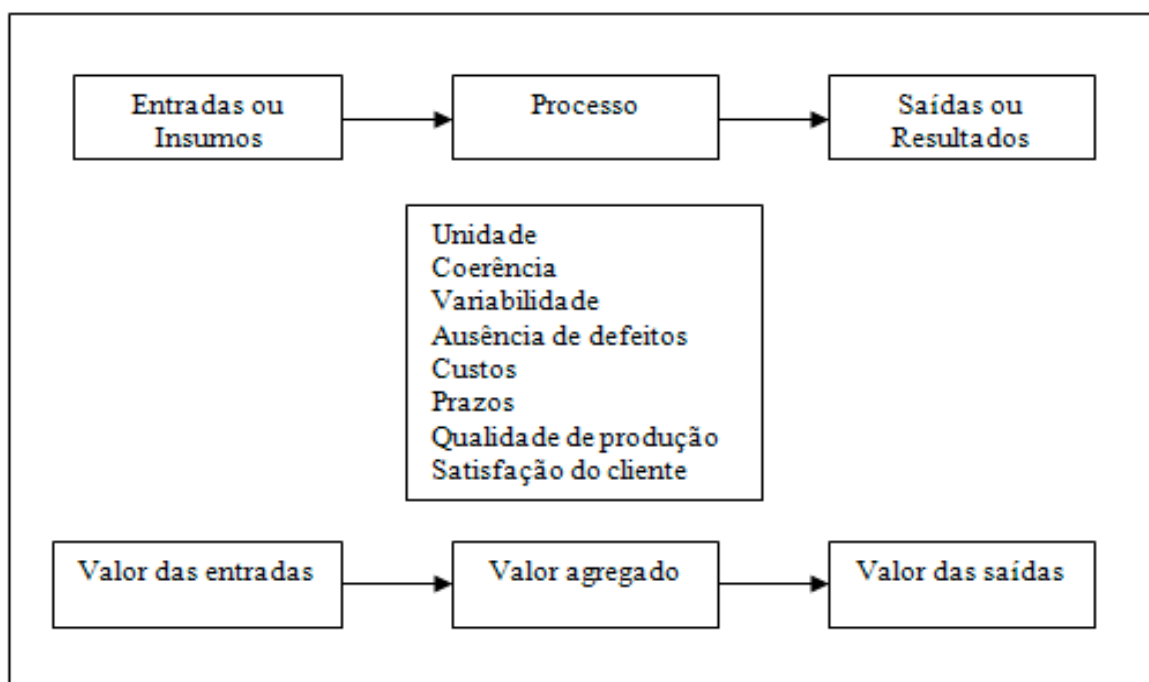 Entradas ou
Insumos
Processo
Saídas ou
Resultados
Unidade
Coerência
Variabilidade
Ausência de defeitos
Custos
Prazos
Qualidade de produção
Satisfação do cliente
Valor das entradas
Valor agregado
Valor das saídas